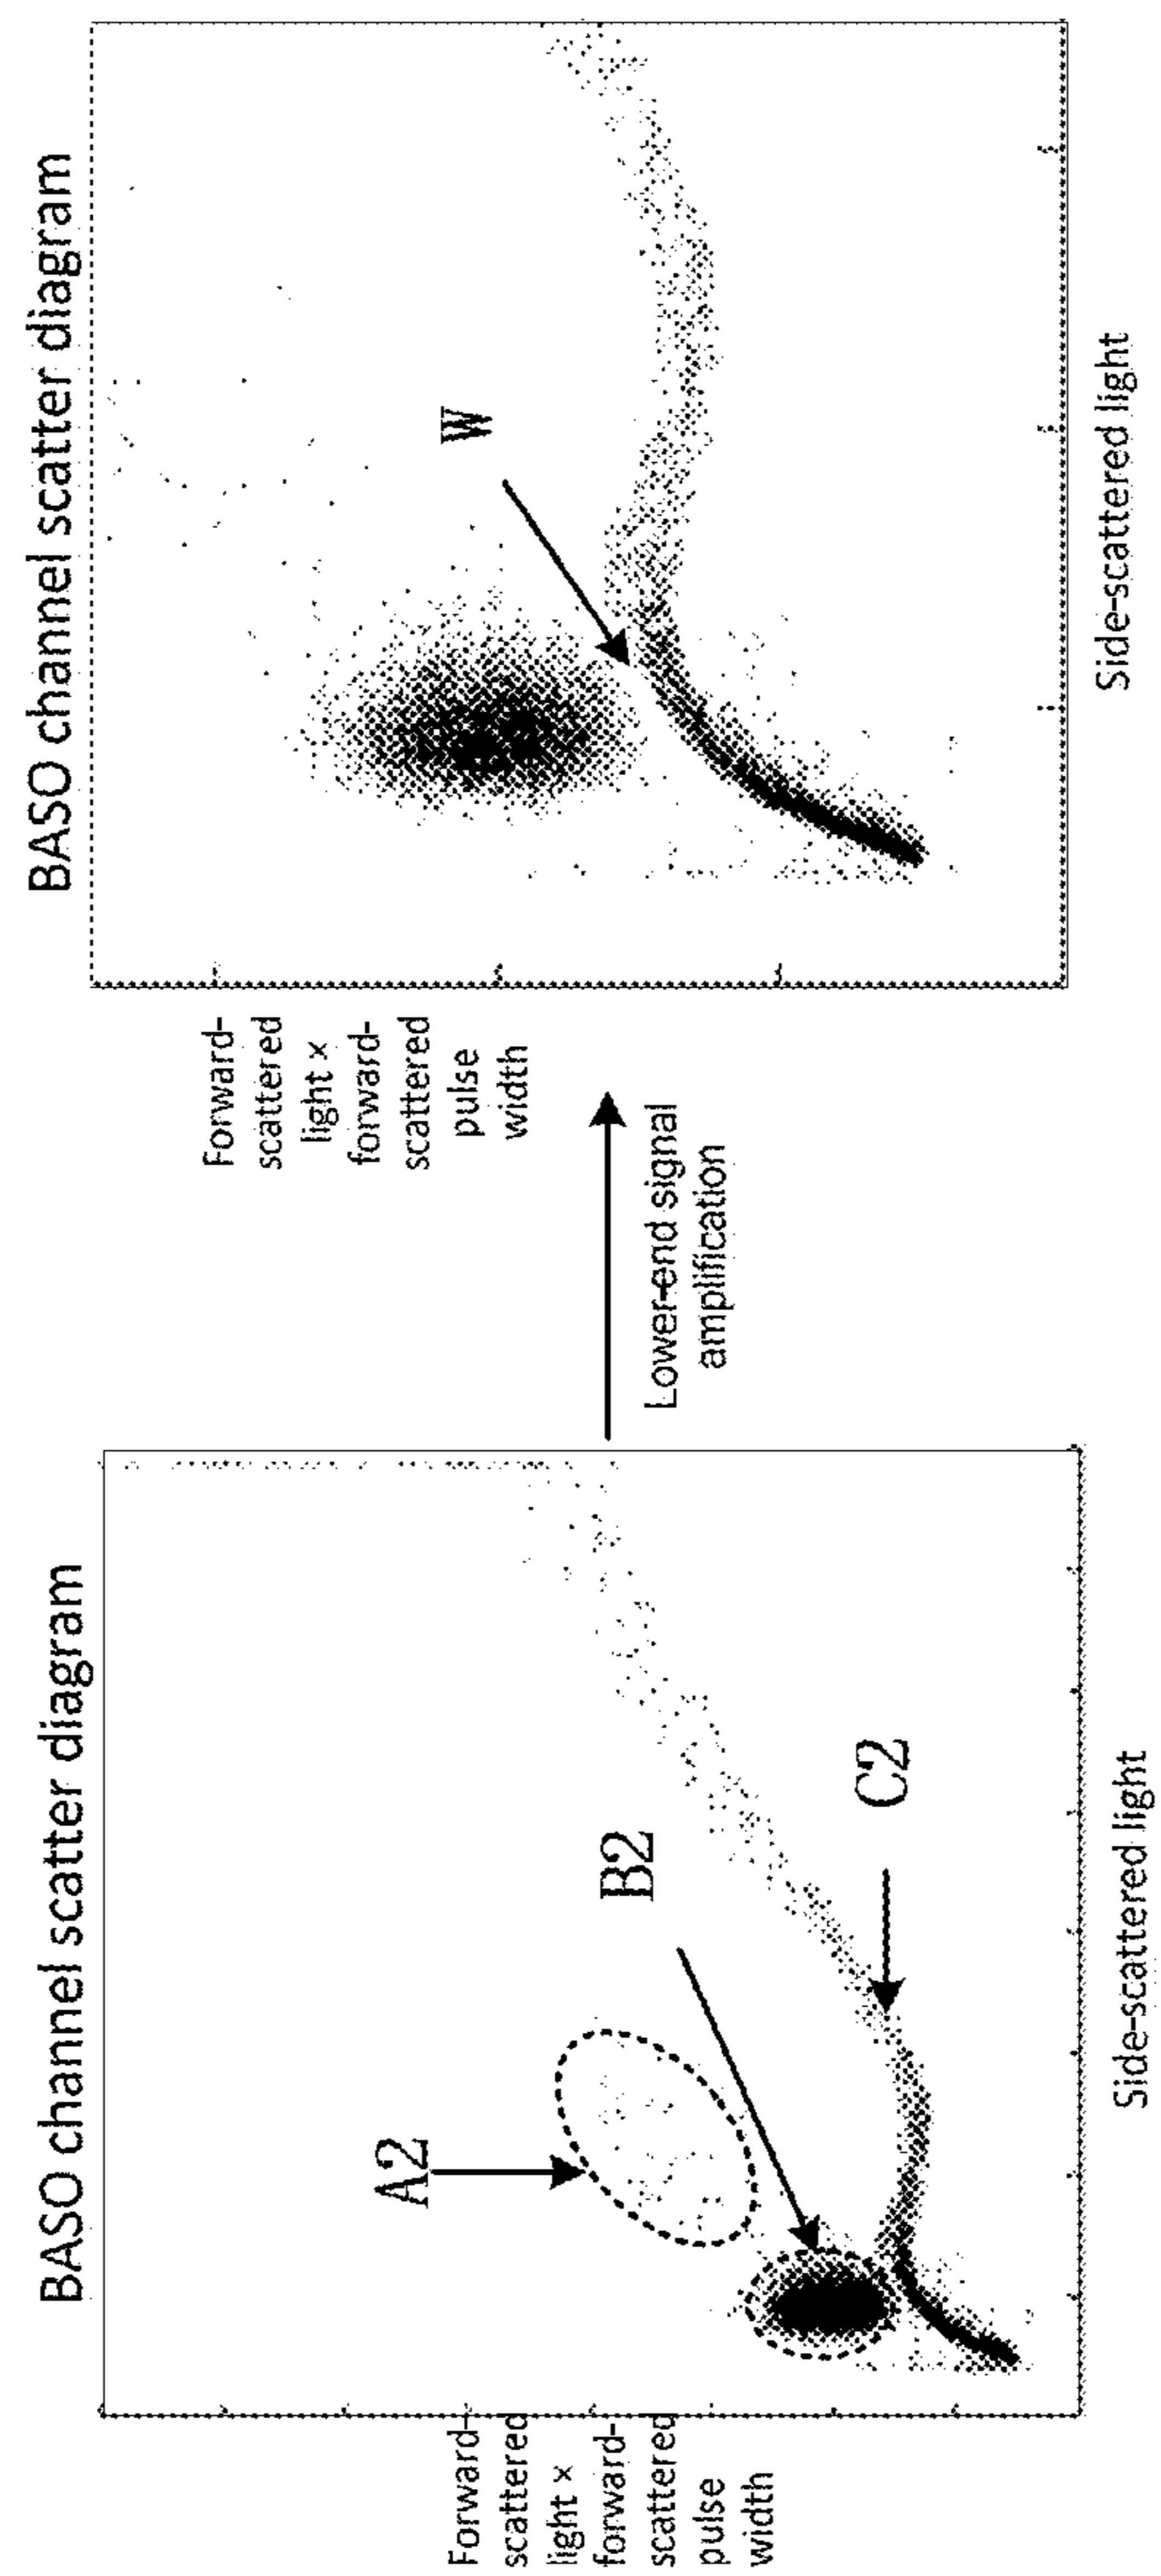 BASO channel scatter diagram
Forward-
scattered
light ×
forward-
scattered
pulse
width
A2
B2
C2
Side-scattered light
Lower-end signal
amplification
BASO channel scatter diagram
Forward-
scattered
light ×
forward-
scattered
pulse
width
W
Side-scattered light